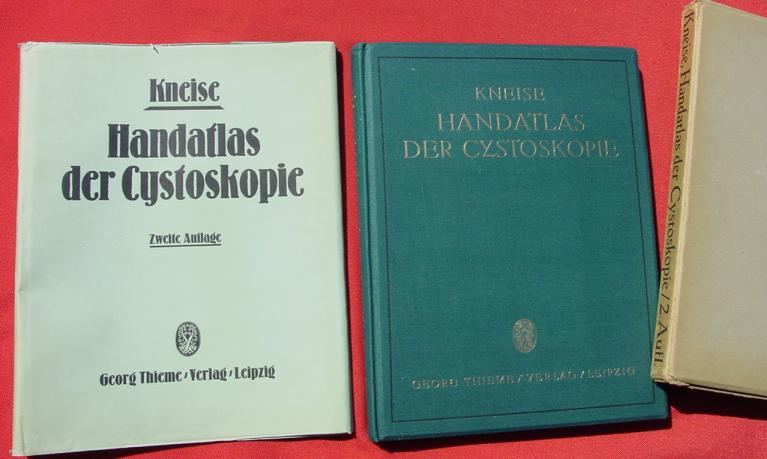 Kneise
Handatlas
der Cystoskopie
Zweite Auflage
Georg Thieme / Verlag / Leipzig
KNEISE
HANDATLAS
DER CYSTOSKOPIE
GEORG THIEME / VERLAG / LEIPZIG
Kneise, Handatlas der Cystoskopie / 2. Aufl.